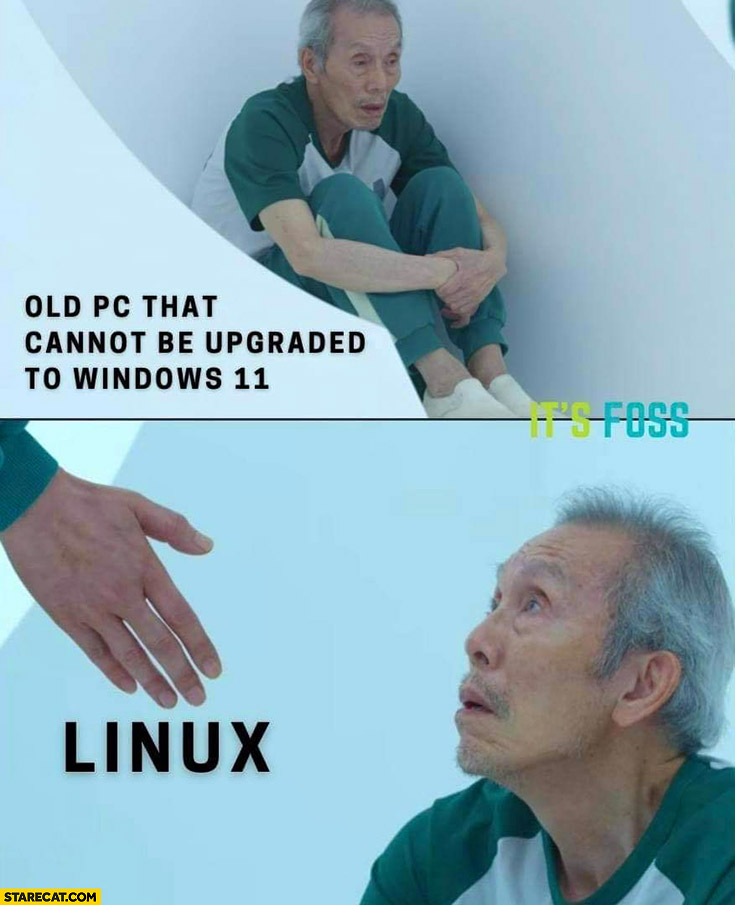 OLD PC THAT
CANNOT BE UPGRADED
TO WINDOWS 11
IT'S FOSS
LINUX
STARECAT.COM